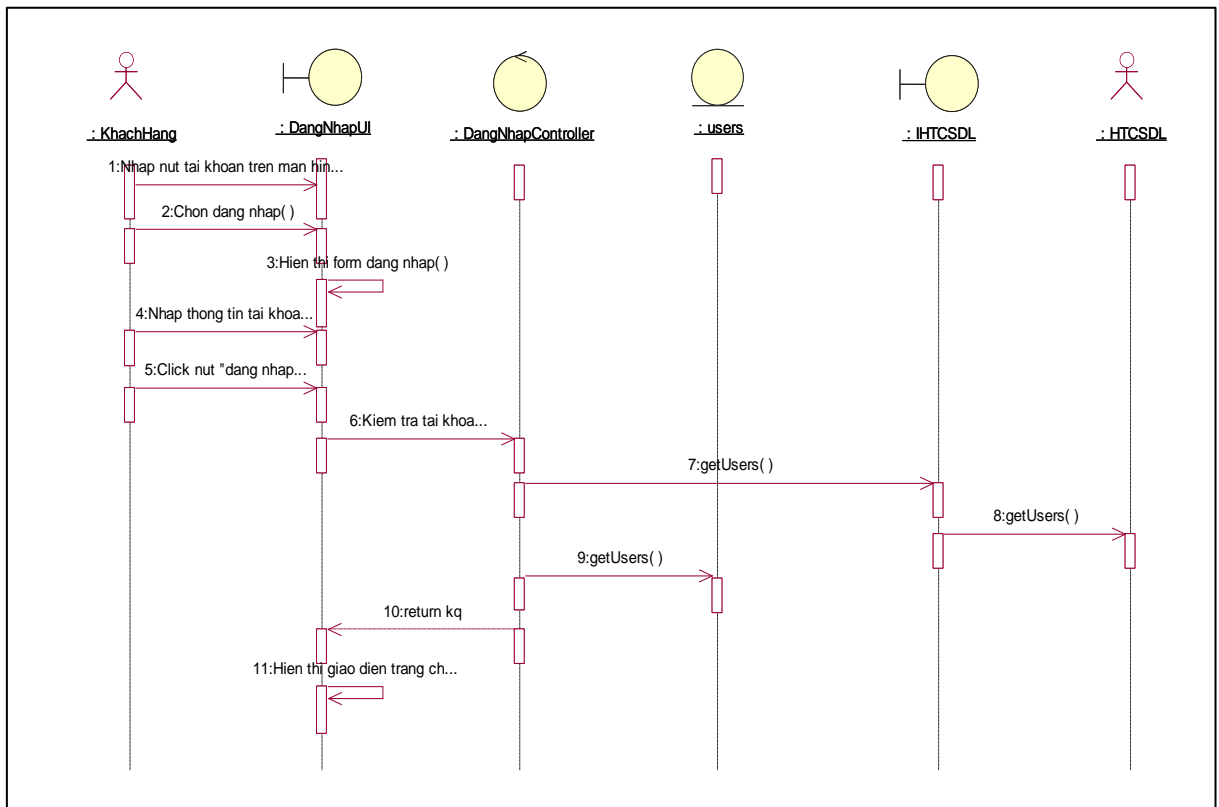 : KhachHang
: DangNhapUI
: DangNhapController
: users
: IHTCSDL
: HTCSDL
1:Nhap nut tai khoan tren man hin...
2:Chon dang nhap( )
3:Hien thi form dang nhap( )
4:Nhap thong tin tai khoa...
5:Click nut "dang nhap...
6:Kiem tra tai khoa...
7:getUsers( )
8:getUsers( )
9:getUsers( )
10:return kq
11:Hien thi giao dien trang ch...